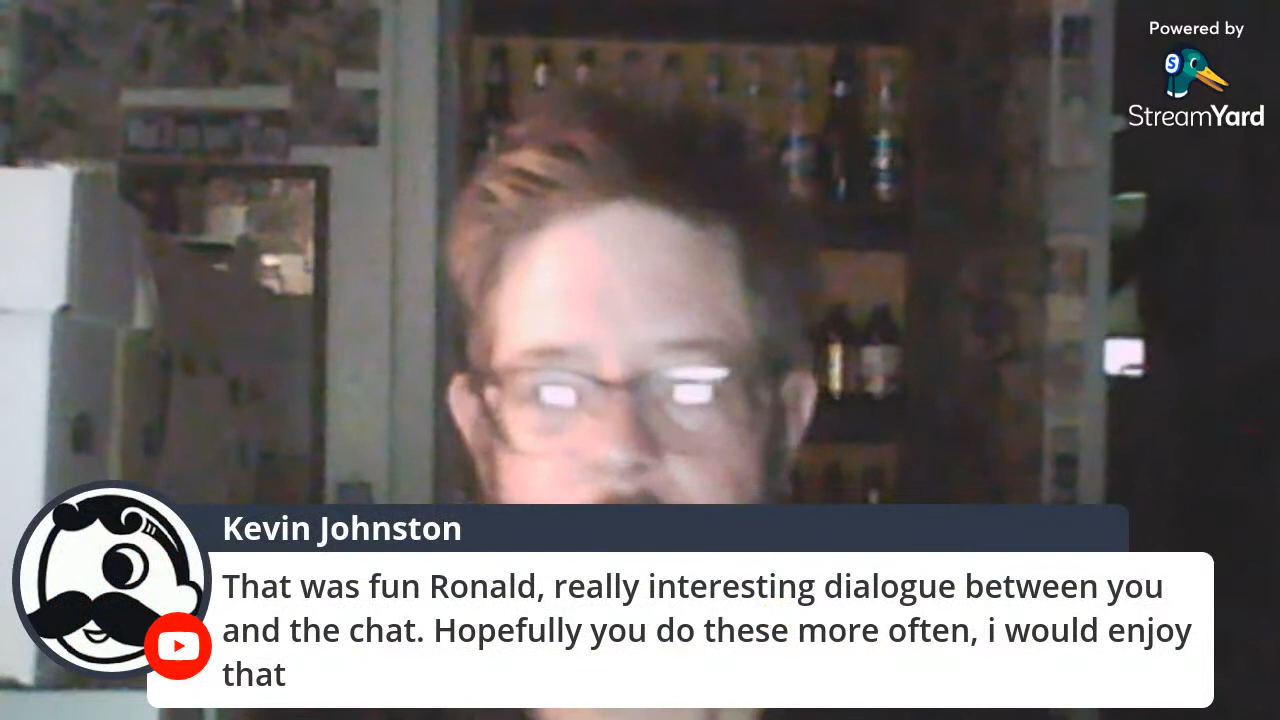 Powered by
StreamYard
Kevin Johnston
That was fun Ronald, really interesting dialogue between you
and the chat. Hopefully you do these more often, i would enjoy
that